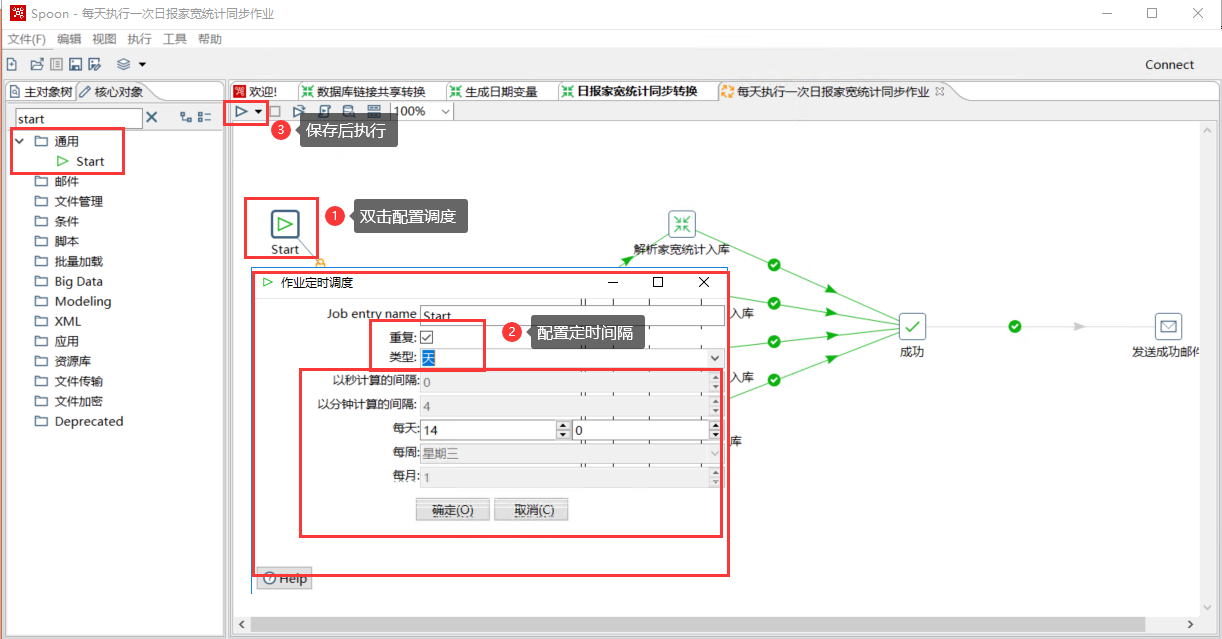 Spoon - 每天执行一次日报家宽统计同步作业
文件(F) 编辑 视图 执行 工具 帮助
Connect
主对象树 核心对象
欢迎! 数据库链接共享转换 生成日期变量 日报家宽统计同步转换 每天执行一次日报家宽统计同步作业
start
100%
3 保存后执行
通用
Start
邮件
文件管理
条件
脚本
批量加载
Big Data
Modeling
XML
应用
资源库
文件传输
文件加密
Deprecated
1 双击配置调度
Start
解析家宽统计入库
作业定时调度
Job entry name Start
入库
2 配置定时间隔
重复:
类型: 天
成功
发送成功邮件
以秒计算的间隔: 0
入库
以分钟计算的间隔: 4
每天: 14 0
库
每周: 星期三
每月: 1
确定(O) 取消(C)
Help